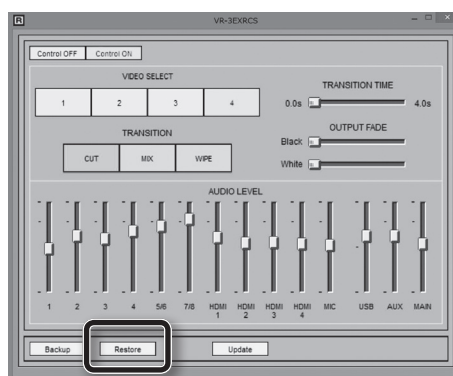 R VR-3EXRCS
Control OFF Control ON
VIDEO SELECT
1 2 3 4
TRANSITION TIME
0.0s 4.0s
TRANSITION
CUT MIX WIPE
OUTPUT FADE
Black
White
AUDIO LEVEL
1 2 3 4 5/6 7/8 HDMI 1 HDMI 2 HDMI 3 HDMI 4 MIC USB AUX MAIN
Backup Restore Update